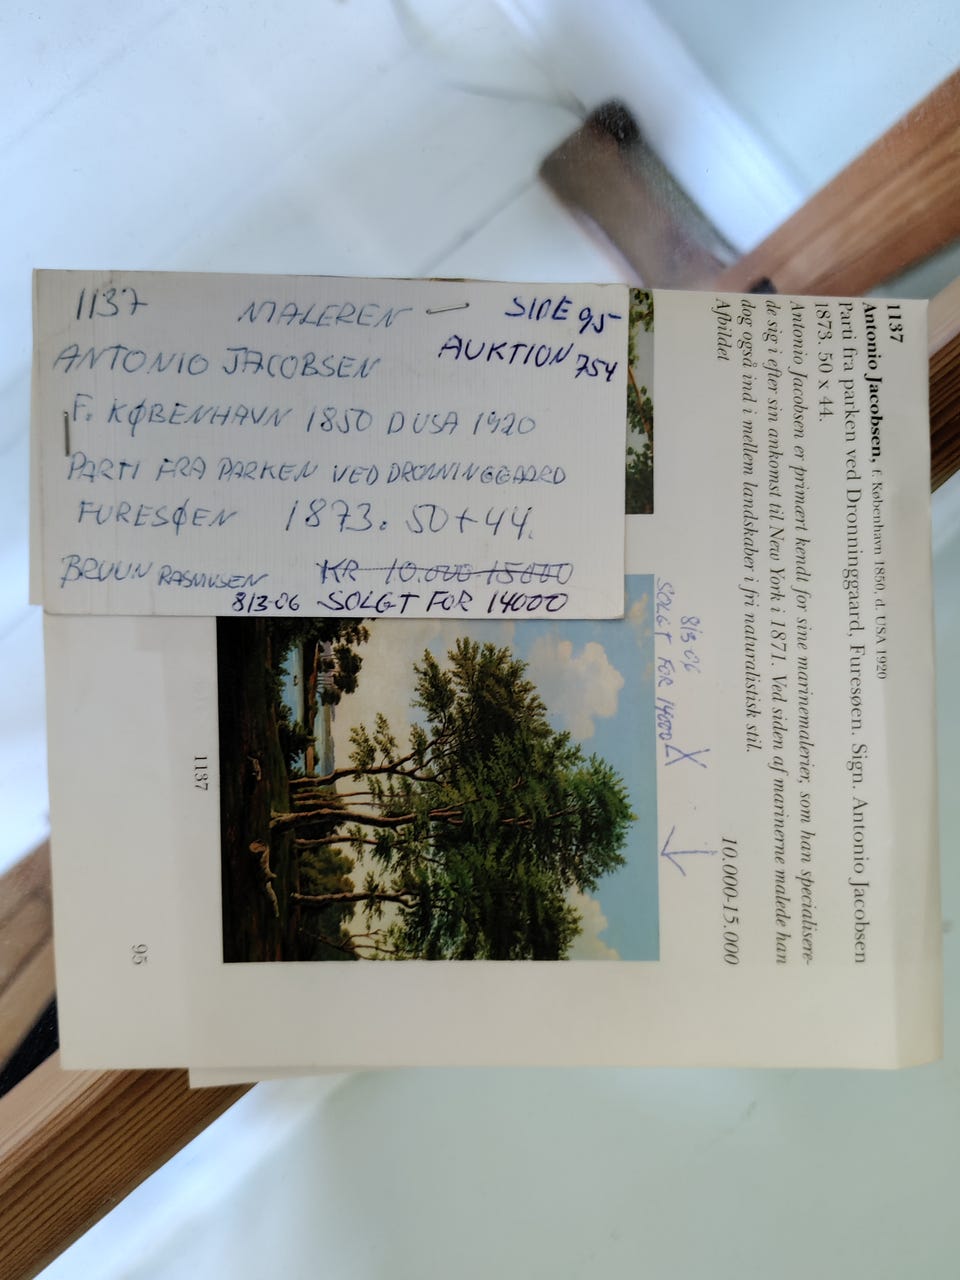 1137 MALEREN SIDE 95
ANTONIO JACOBSEN AUKTION 754
F. KØBENHAVN 1850 D USA 1920
PARTI FRA PARKEN VED DRONNINGGAARD
FURESØEN 1873. 50+44.
BRUUN RASMUSEN KR 10.000-15000
8/3-06 SOLGT FOR 14000
1137
Antonio Jacobsen, f. København 1850, d. USA 1920
Parti fra parken ved Dronninggaard, Furesøen. Sign. Antonio Jacobsen
1873. 50 x 44.
Antonio Jacobsen er primært kendt for sine marinemalerier, som han specialisere-
de sig i efter sin ankomst til New York i 1871. Ved siden af marinerne malede han
dog også ind i mellem landskaber i fri naturalistisk stil.
Afbildet 10.000-15.000
8/3-06
SOLGT FOR 14000 X
1137
95